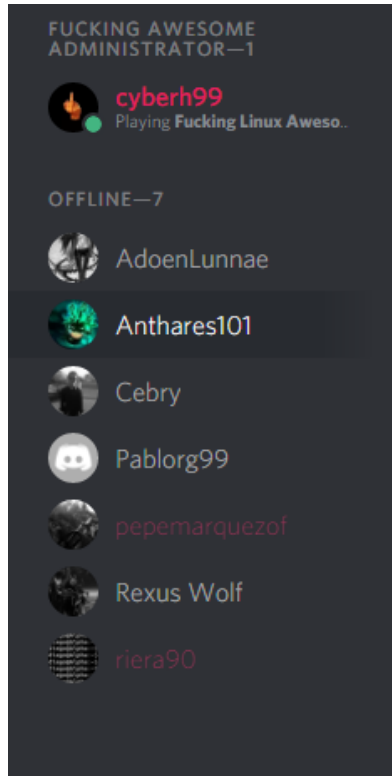 FUCKING AWESOME
ADMINISTRATOR—1
cyberh99
Playing Fucking Linux Aweso..
OFFLINE—7
AdoenLunnae
Anthares101
Cebry
Pablorg99
pepemarquezof
Rexus Wolf
riera90